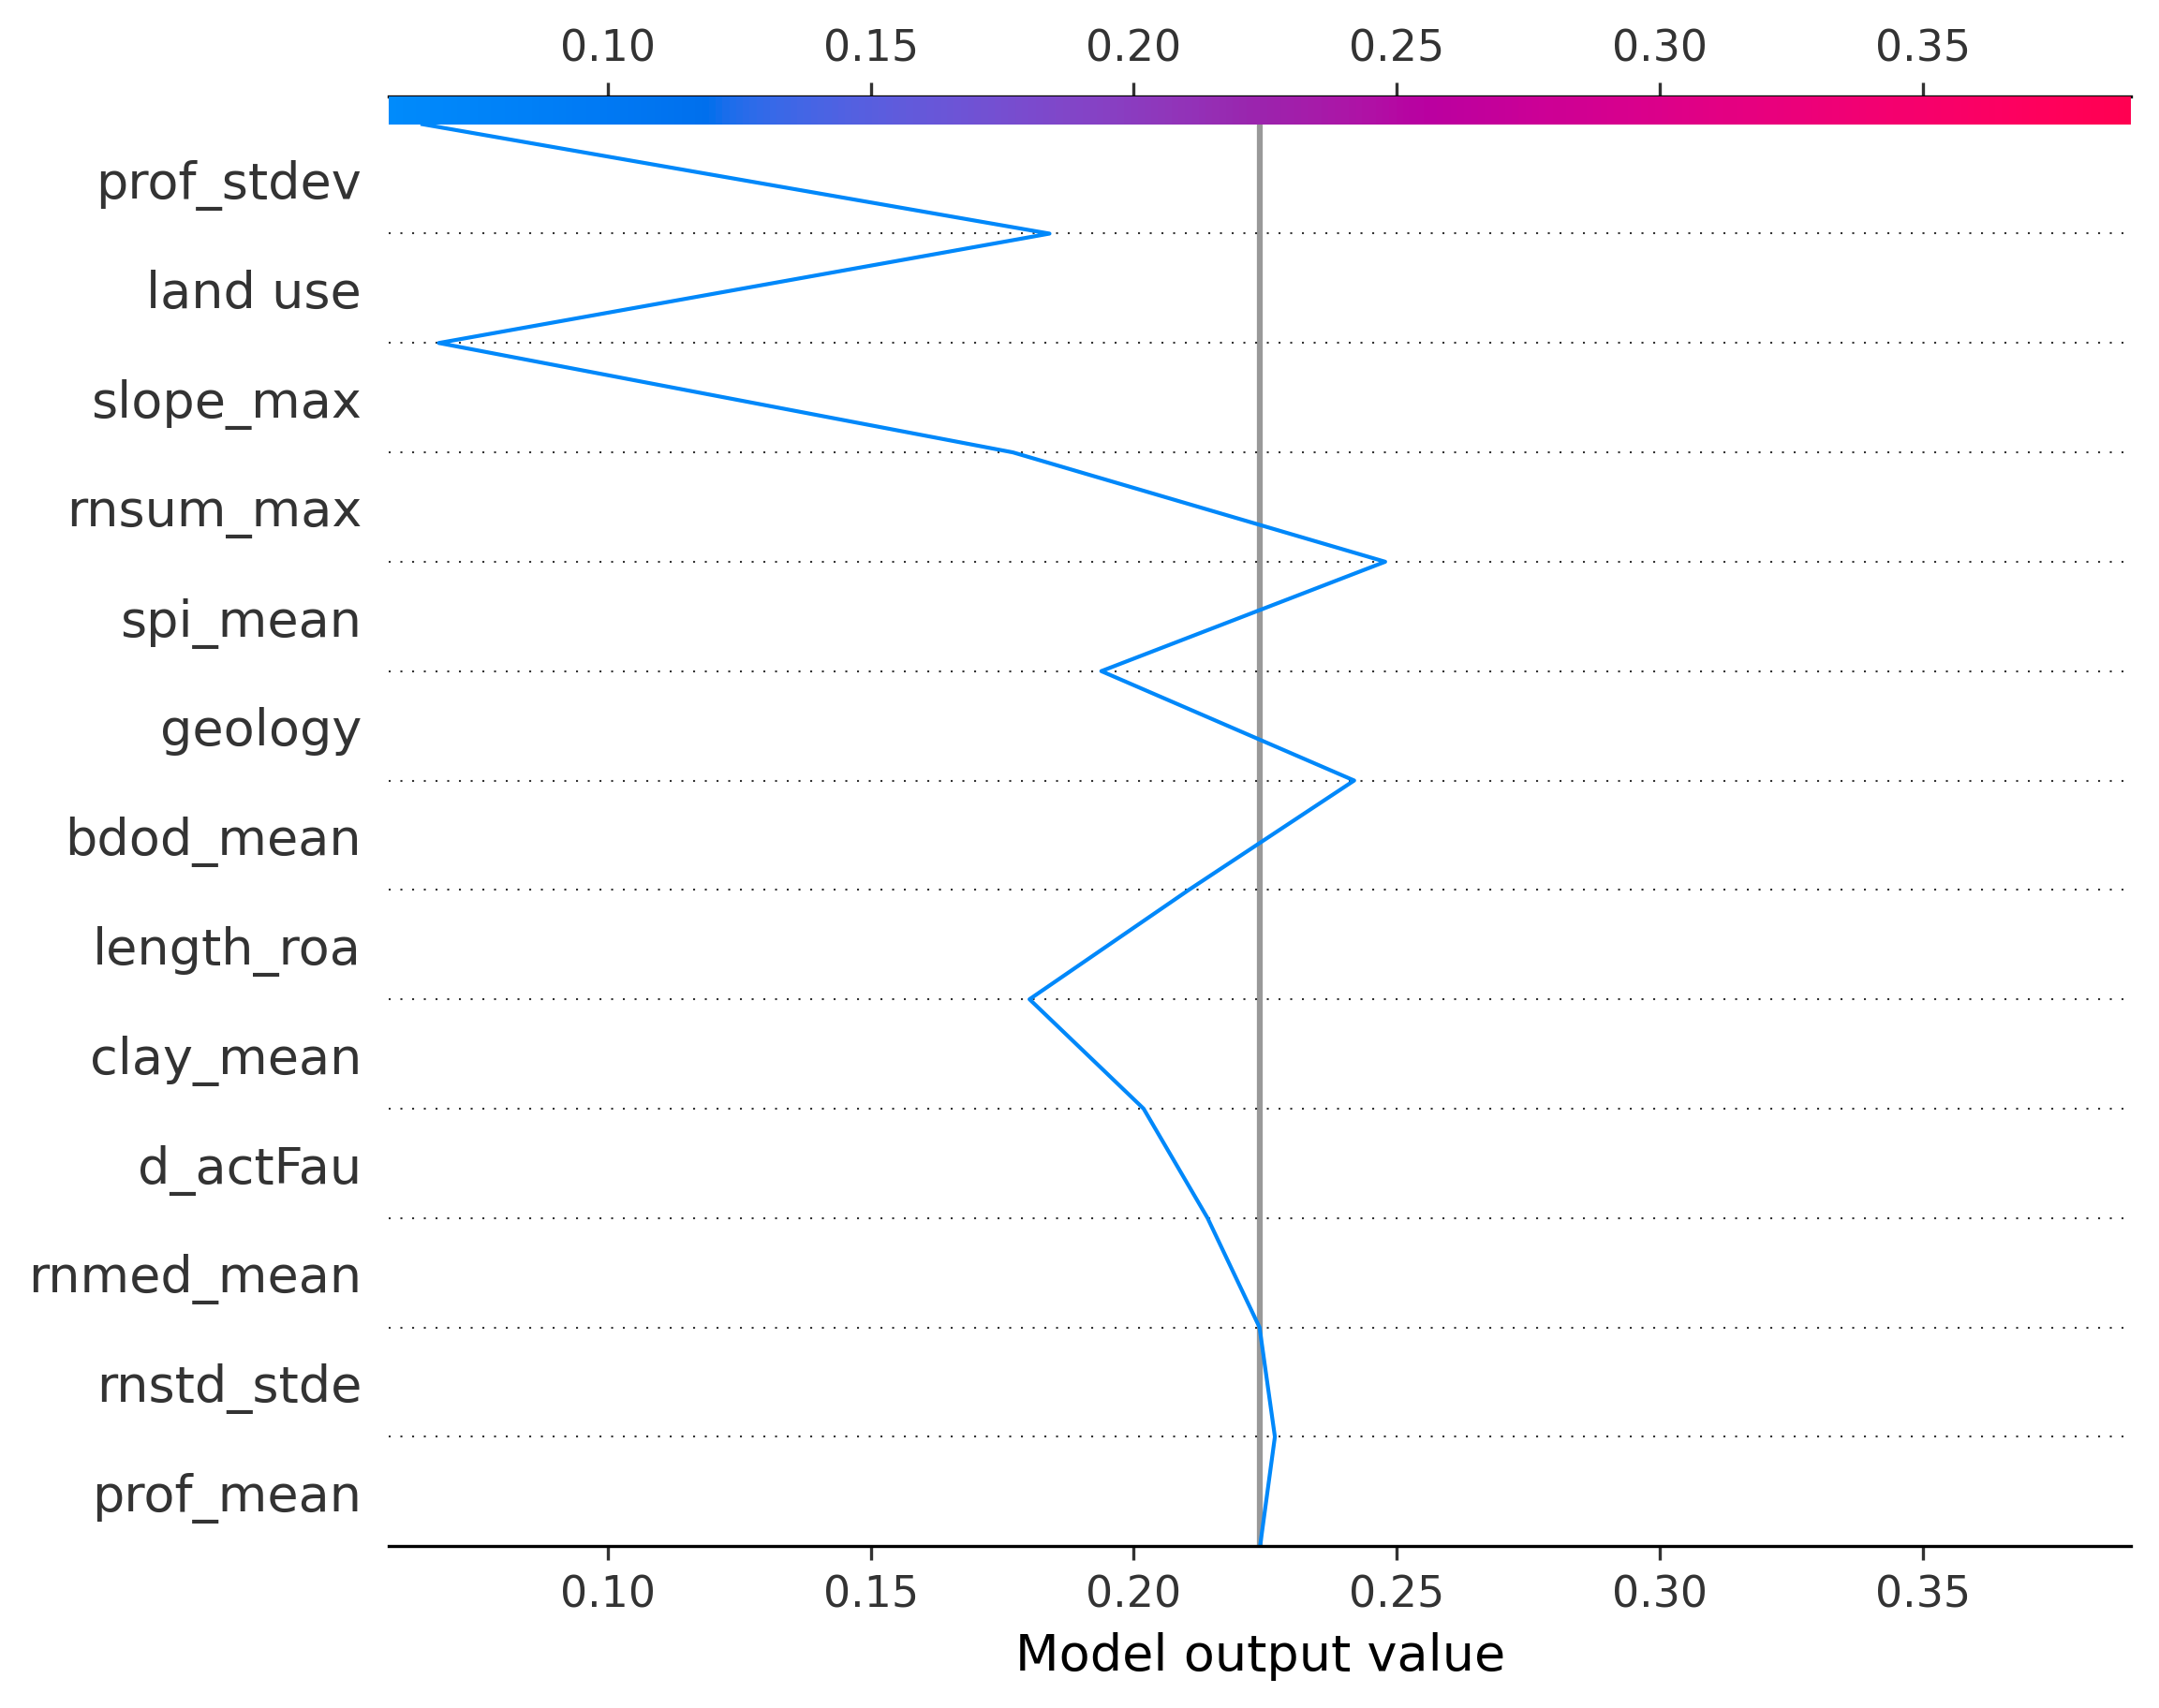 0.10 0.15 0.20 0.25 0.30 0.35
prof_stdev
land use
slope_max
rnsum_max
spi_mean
geology
bdod_mean
length_roa
clay_mean
d_actFau
rnmed_mean
rnstd_stde
prof_mean
0.10 0.15 0.20 0.25 0.30 0.35
Model output value